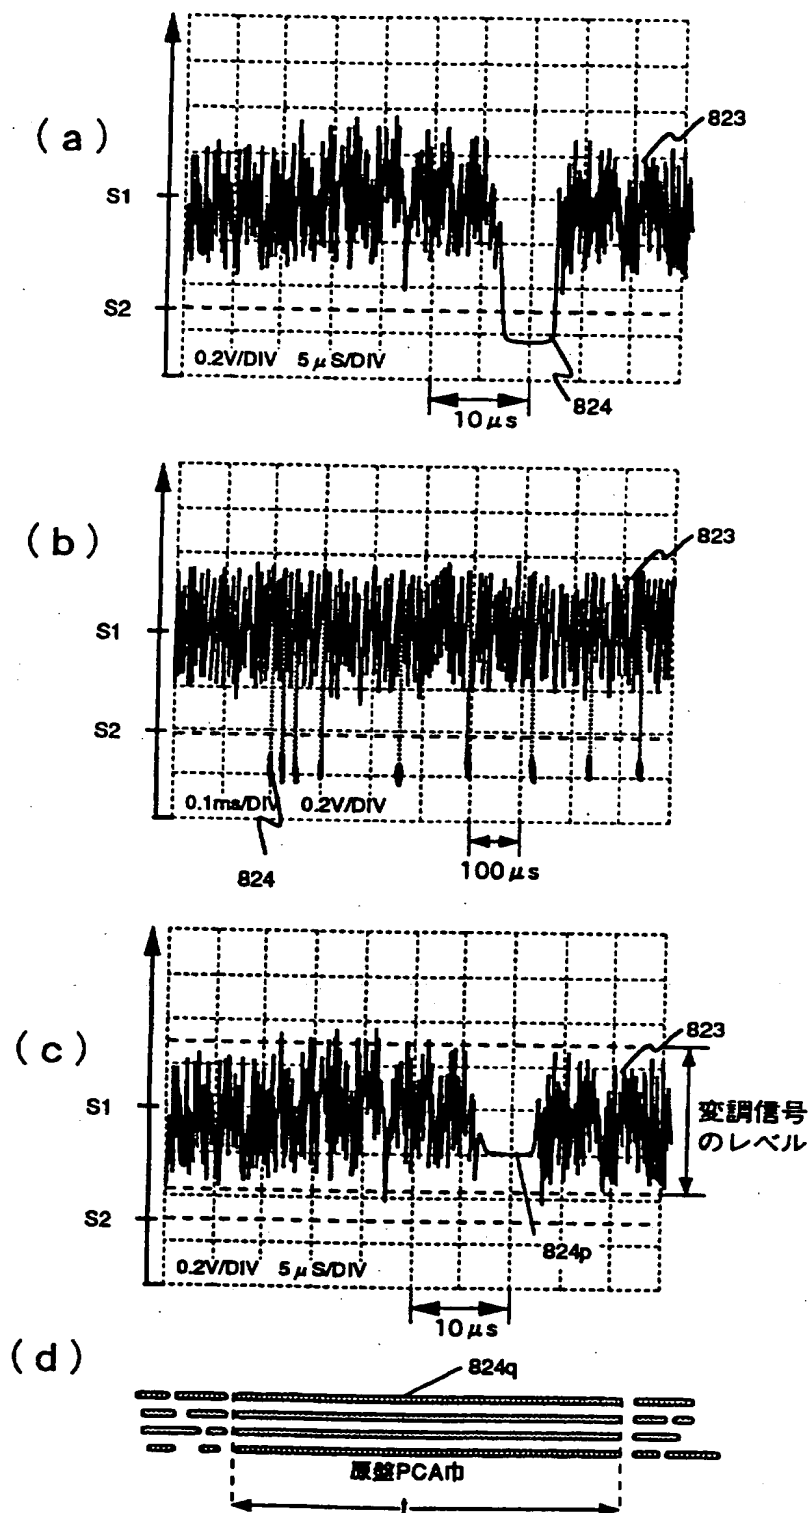 (a)
823
S1
S2
0.2V/DIV 5μS/DIV
824
10μs
(b)
823
S1
S2
0.1ms/DIV 0.2V/DIV
824
100μs
(c)
823
S1
変調信号
のレベル
S2
824p
0.2V/DIV 5μS/DIV
10μs
(d)
824q
原盤PCA巾
t